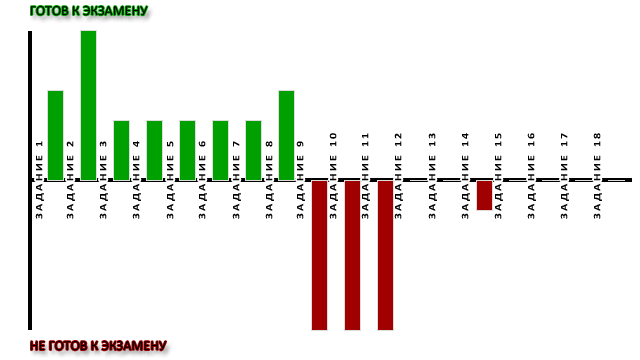 ГОТОВ К ЭКЗАМЕНУ
ЗАДАНИЕ 1
ЗАДАНИЕ 2
ЗАДАНИЕ 3
ЗАДАНИЕ 4
ЗАДАНИЕ 5
ЗАДАНИЕ 6
ЗАДАНИЕ 7
ЗАДАНИЕ 8
ЗАДАНИЕ 9
ЗАДАНИЕ 10
ЗАДАНИЕ 11
ЗАДАНИЕ 12
ЗАДАНИЕ 13
ЗАДАНИЕ 14
ЗАДАНИЕ 15
ЗАДАНИЕ 16
ЗАДАНИЕ 17
ЗАДАНИЕ 18
НЕ ГОТОВ К ЭКЗАМЕНУ